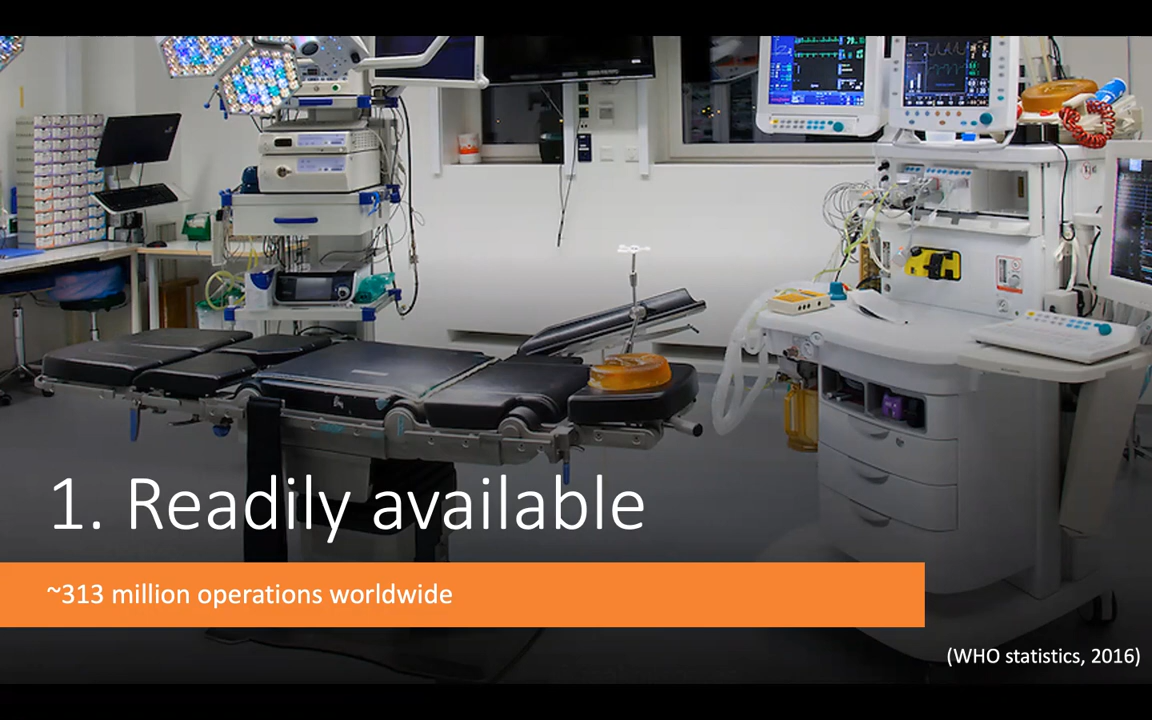 1. Readily available
~313 million operations worldwide
(WHO statistics, 2016)